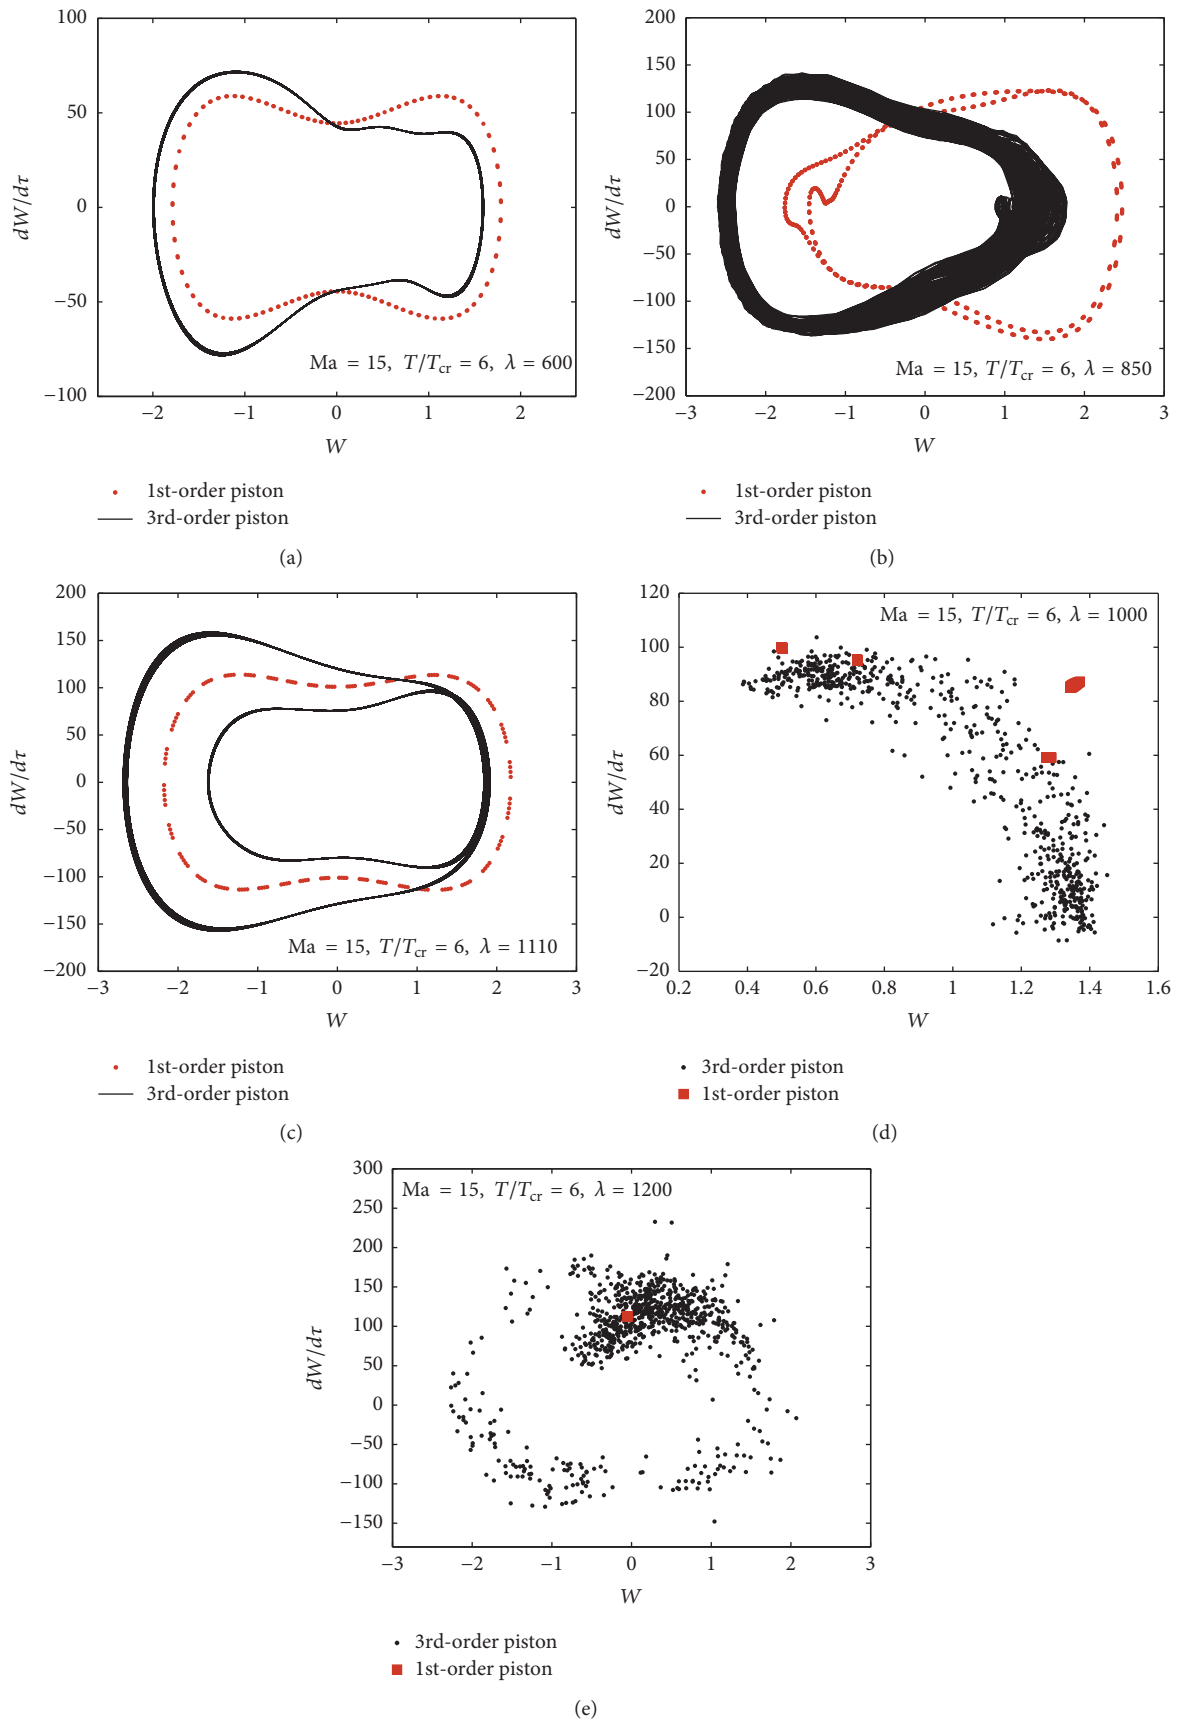 100
50
0
−50
−100
dW/dτ
−2 −1 0 1 2
W
Ma = 15, T/Tcr = 6, λ = 600
1st-order piston
3rd-order piston
(a)
200
150
100
50
0
−50
−100
−150
−200
dW/dτ
−3 −2 −1 0 1 2 3
W
Ma = 15, T/Tcr = 6, λ = 850
1st-order piston
3rd-order piston
(b)
200
150
100
50
0
−50
−100
−150
−200
dW/dτ
−3 −2 −1 0 1 2 3
W
Ma = 15, T/Tcr = 6, λ = 1110
1st-order piston
3rd-order piston
(c)
120
100
80
60
40
20
0
−20
dW/dτ
0.2 0.4 0.6 0.8 1 1.2 1.4 1.6
W
Ma = 15, T/Tcr = 6, λ = 1000
3rd-order piston
1st-order piston
(d)
300
250
200
150
100
50
0
−50
−100
−150
dW/dτ
−3 −2 −1 0 1 2 3
W
Ma = 15, T/Tcr = 6, λ = 1200
3rd-order piston
1st-order piston
(e)